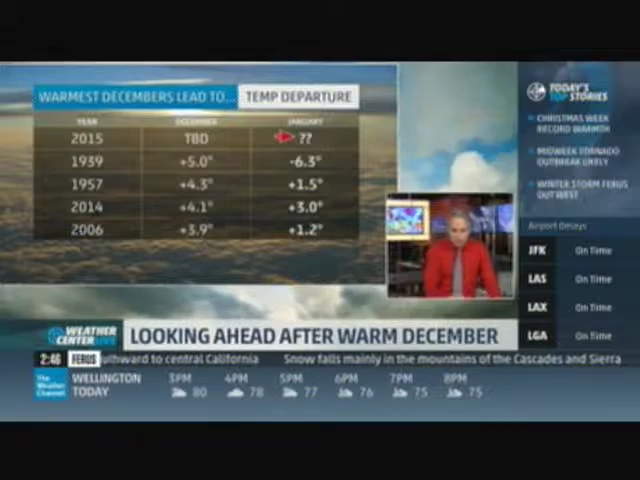 WARMEST DECEMBERS LEAD TO... TEMP DEPARTURE
YEAR DECEMBER JANUARY
2015 TBD ??
1939 +5.0° -6.3°
1957 +4.3° +1.5°
2014 +4.1° +3.0°
2006 +3.9° +1.2°
TODAY'S
TOP STORIES
CHRISTMAS WEEK
RECORD WARMTH
MIDWEEK TORNADO
OUTBREAK LIKELY
WINTER STORM FERUS
OUT WEST
Airport Delays
JFK On Time
LAS On Time
LAX On Time
LGA On Time
WEATHER
CENTER LIVE
LOOKING AHEAD AFTER WARM DECEMBER
2:46 FERUS uthward to central California Snow falls mainly in the mountains of the Cascades and Sierra
The
Weather
Channel
WELLINGTON
TODAY
3PM 4PM 5PM 6PM 7PM 8PM
80 78 77 76 75 75